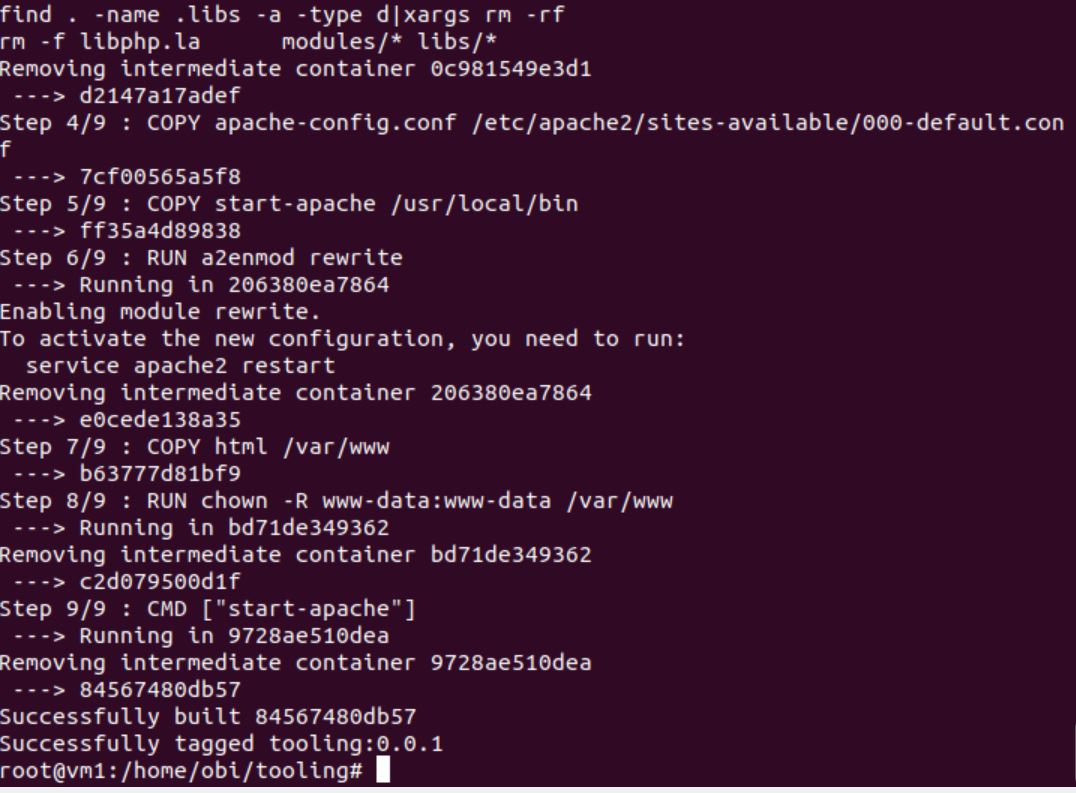 find . -name .libs -a -type d|xargs rm -rf
rm -f libphp.la      modules/* libs/*
Removing intermediate container 0c981549e3d1
 ---> d2147a17adef
Step 4/9 : COPY apache-config.conf /etc/apache2/sites-available/000-default.con
f
 ---> 7cf00565a5f8
Step 5/9 : COPY start-apache /usr/local/bin
 ---> ff35a4d89838
Step 6/9 : RUN a2enmod rewrite
 ---> Running in 206380ea7864
Enabling module rewrite.
To activate the new configuration, you need to run:
  service apache2 restart
Removing intermediate container 206380ea7864
 ---> e0cede138a35
Step 7/9 : COPY html /var/www
 ---> b63777d81bf9
Step 8/9 : RUN chown -R www-data:www-data /var/www
 ---> Running in bd71de349362
Removing intermediate container bd71de349362
 ---> c2d079500d1f
Step 9/9 : CMD ["start-apache"]
 ---> Running in 9728ae510dea
Removing intermediate container 9728ae510dea
 ---> 84567480db57
Successfully built 84567480db57
Successfully tagged tooling:0.0.1
root@vm1:/home/obi/tooling#